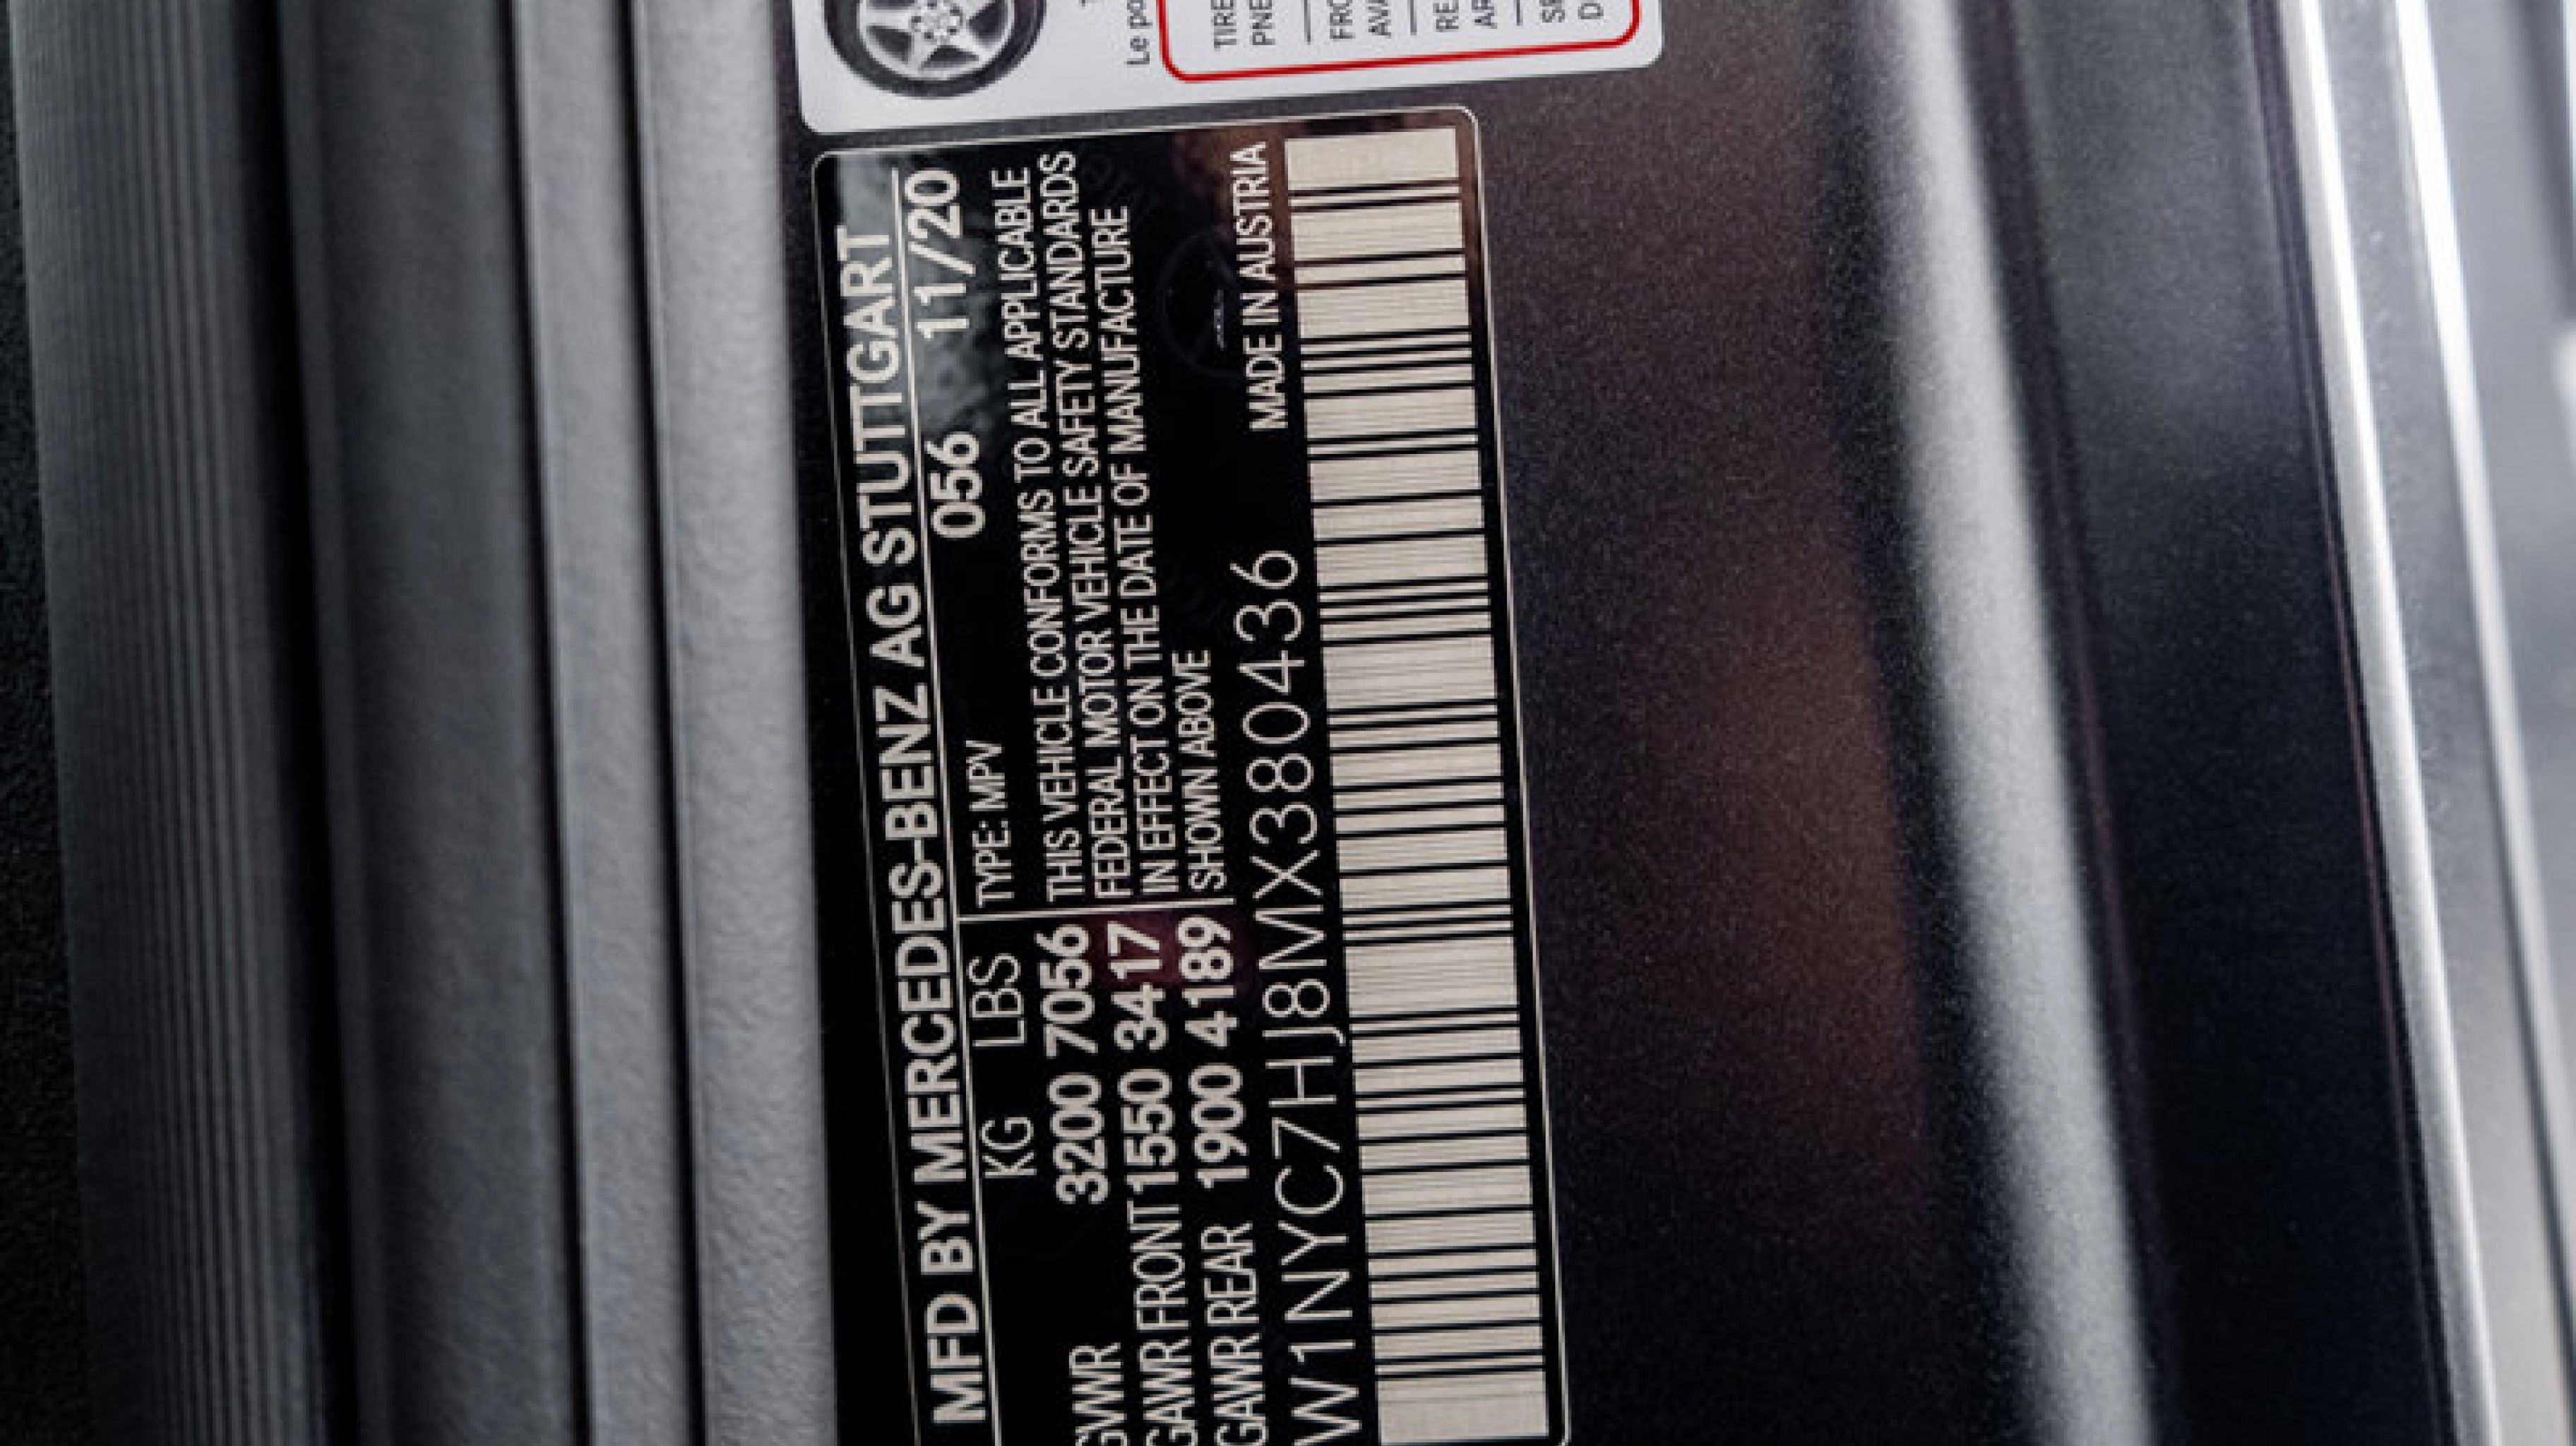 MFD BY MERCEDES-BENZ AG STUTTGART
KG LBS
GVWR 3200 7056
GAWR FRONT 1550 3417
GAWR REAR 1900 4189
TYPE: MPV 056 11/20
THIS VEHICLE CONFORMS TO ALL APPLICABLE
FEDERAL MOTOR VEHICLE SAFETY STANDARDS
IN EFFECT ON THE DATE OF MANUFACTURE
SHOWN ABOVE
W1NYC7HJ8MX380436 MADE IN AUSTRIA
Le